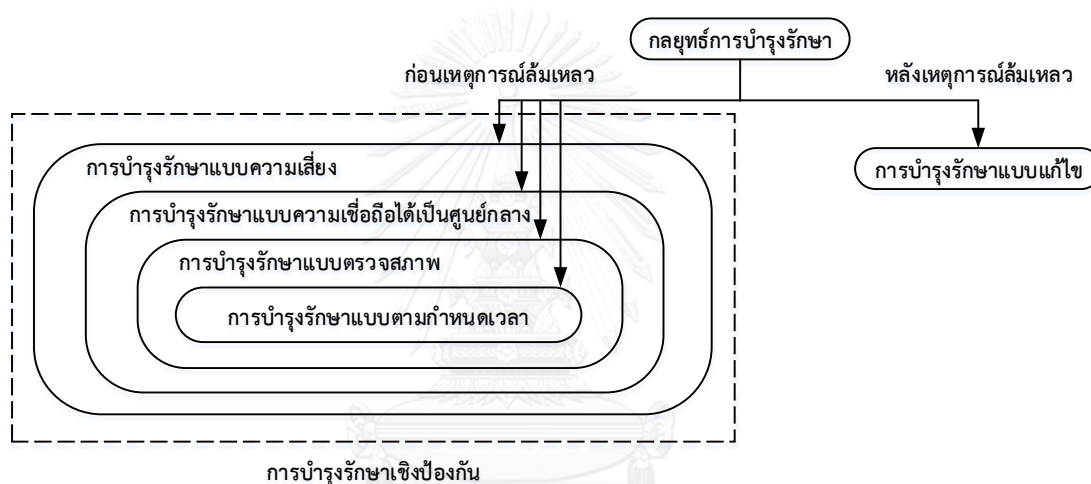 กลยุทธ์การบำรุงรักษา
ก่อนเหตุการณ์ล้มเหลว
หลังเหตุการณ์ล้มเหลว
การบำรุงรักษาแบบความเสี่ยง
การบำรุงรักษาแบบแก้ไข
การบำรุงรักษาแบบความเชื่อถือได้เป็นศูนย์กลาง
การบำรุงรักษาแบบตรวจสภาพ
การบำรุงรักษาแบบตามกำหนดเวลา
การบำรุงรักษาเชิงป้องกัน